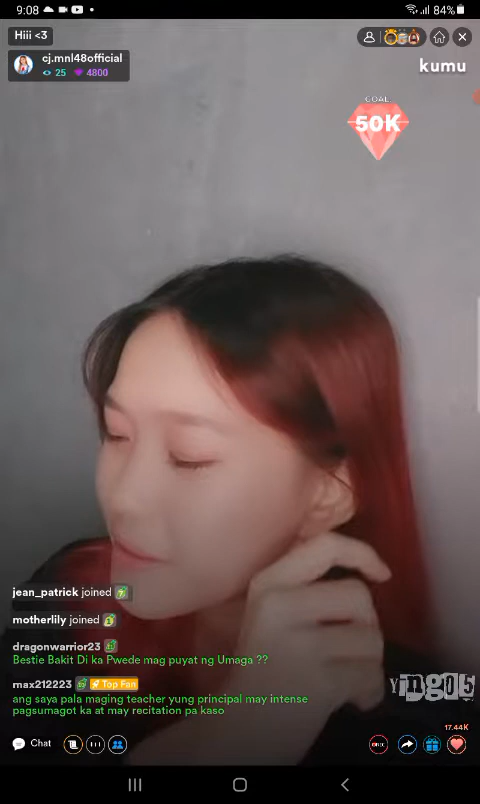 9:08
84%
Hiii <3
cj.mnl48official
25 4800
kumu
GOAL
50K
jean_patrick joined
motherlily joined
dragonwarrior23
Bestie Bakit Di ka Pwede mag puyat ng Umaga ??
max212223 Top Fan
ang saya pala maging teacher yung principal may intense
pagsumagot ka at may recitation pa kaso
Yingo5
17.44K
Chat